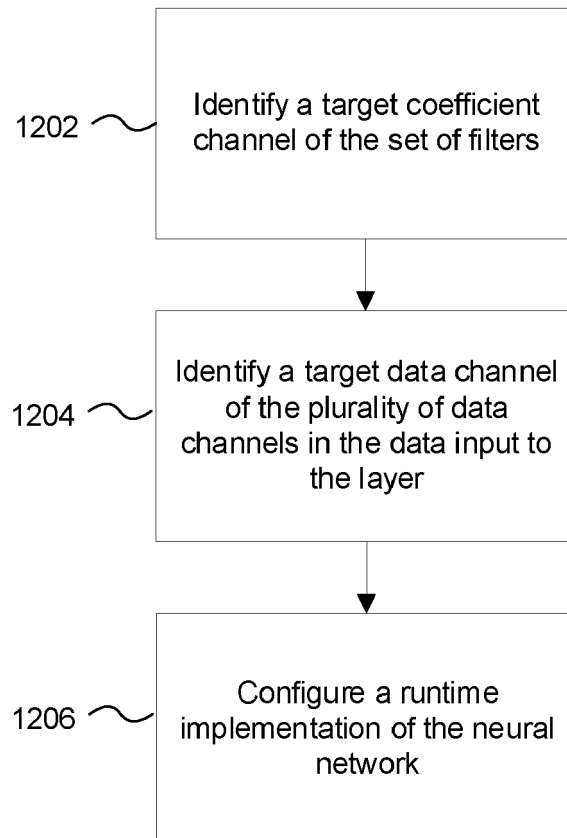 1202
Identify a target coefficient
channel of the set of filters
1204
Identify a target data channel
of the plurality of data
channels in the data input to
the layer
1206
Configure a runtime
implementation of the neural
network